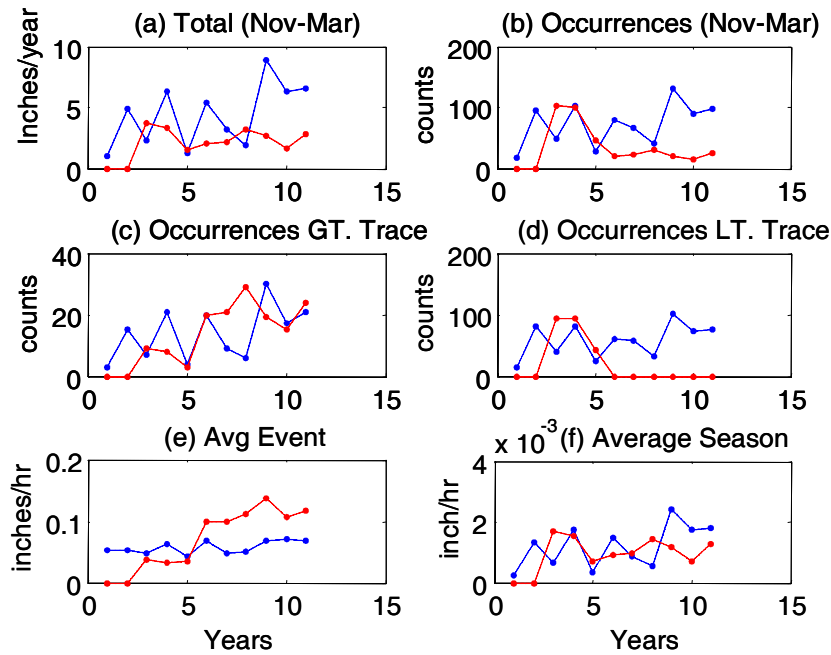 (a) Total (Nov-Mar)
Inches/year
10
5
0
0 5 10 15
(b) Occurrences (Nov-Mar)
counts
200
100
0
0 5 10 15
(c) Occurrences GT. Trace
counts
40
20
0
0 5 10 15
(d) Occurrences LT. Trace
counts
200
100
0
0 5 10 15
(e) Avg Event
inches/hr
0.2
0.1
0
0 5 10 15
Years
x 10^-3 (f) Average Season
inch/hr
4
2
0
0 5 10 15
Years